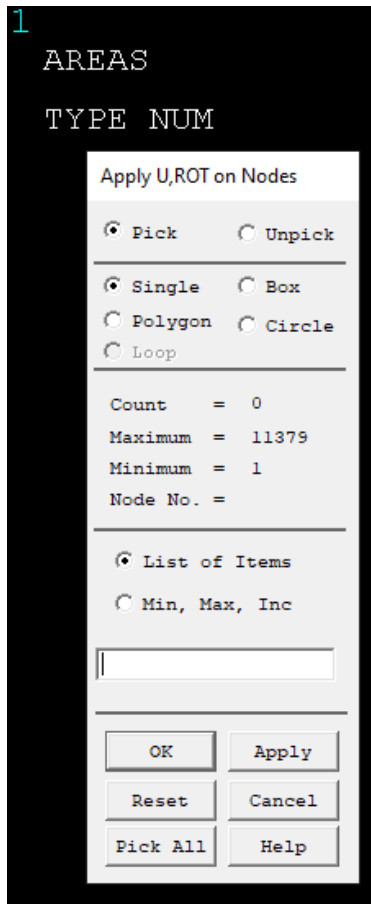 1
AREAS
TYPE NUM
Apply U,ROT on Nodes
Pick Unpick
Single Box
Polygon Circle
Loop
Count = 0
Maximum = 11379
Minimum = 1
Node No. =
List of Items
Min, Max, Inc
OK Apply
Reset Cancel
Pick All Help